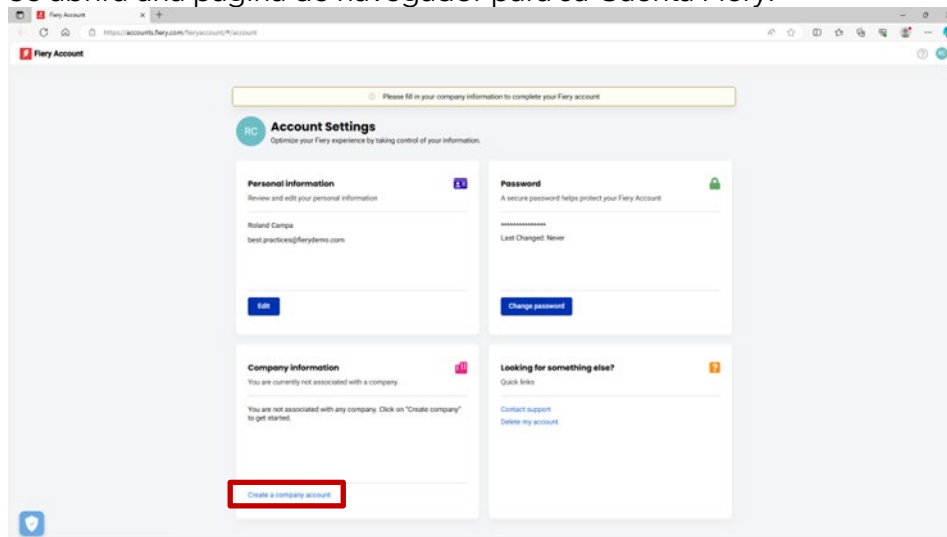 Se abrirá una página de navegador para su Cuenta Fiery.
Fiery Account
https://accounts.fiery.com/fieryaccount/#/account
Fiery Account
RC
Please fill in your company information to complete your Fiery account
RC
Account Settings
Optimize your Fiery experience by taking control of your information.
Personal information
Review and edit your personal information
Roland Campa
best.practices@fierydemo.com
Edit
Password
A secure password helps protect your Fiery Account
***************
Last Changed: Never
Change password
Company information
You are currently not associated with a company.
You are not associated with any company. Click on "Create company"
to get started.
Create a company account
Looking for something else?
Quick links
Contact support
Delete my account